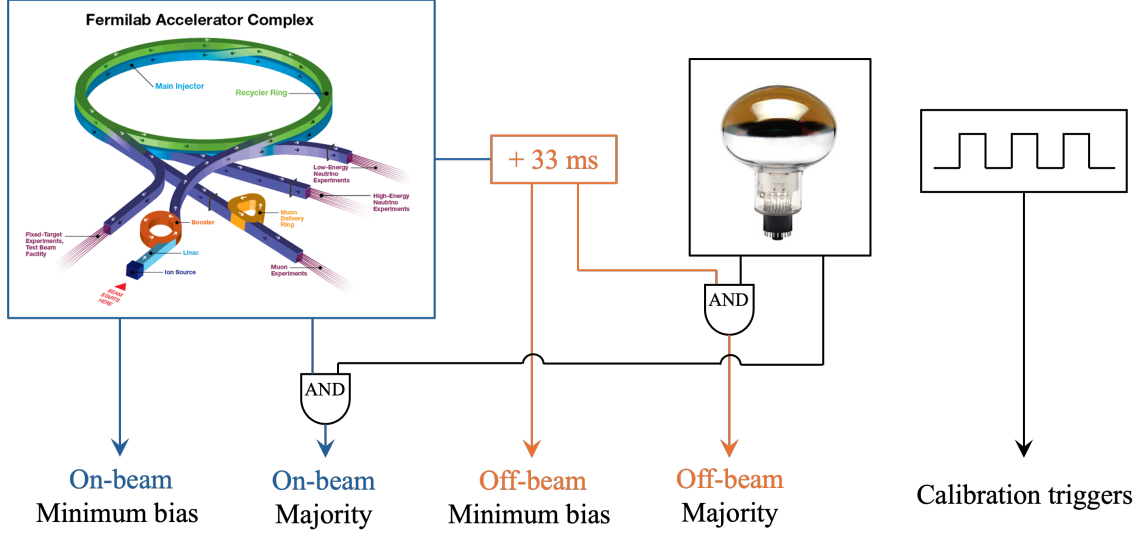 Fermilab Accelerator Complex
Main Injector
Recycler Ring
Low-Energy
Neutrino
Experiments
High-Energy
Neutrino
Experiments
Muon
Delivery
Ring
Booster
Fixed-Target
Experiments,
Test Beam
Facility
Linac
Ion Source
Muon
Experiments
BEAM
STARTS
HERE
+ 33 ms
AND
AND
On-beam
Minimum bias
On-beam
Majority
Off-beam
Minimum bias
Off-beam
Majority
Calibration triggers